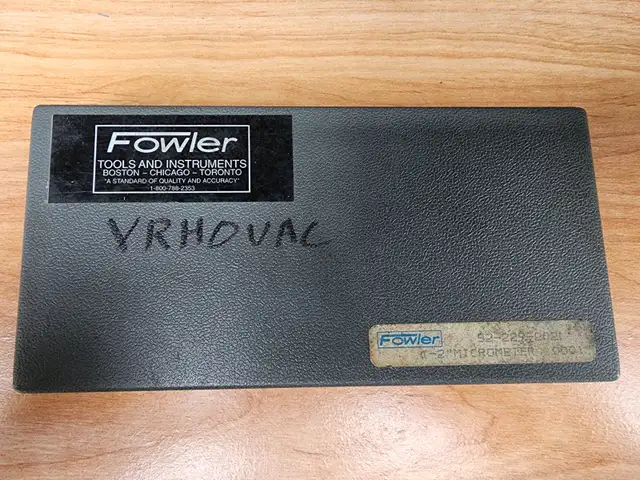 Fowler
TOOLS AND INSTRUMENTS
BOSTON - CHICAGO - TORONTO
"A STANDARD OF QUALITY AND ACCURACY"
1-800-788-2353
VRHOVAC
Fowler
-2"MICROMETER